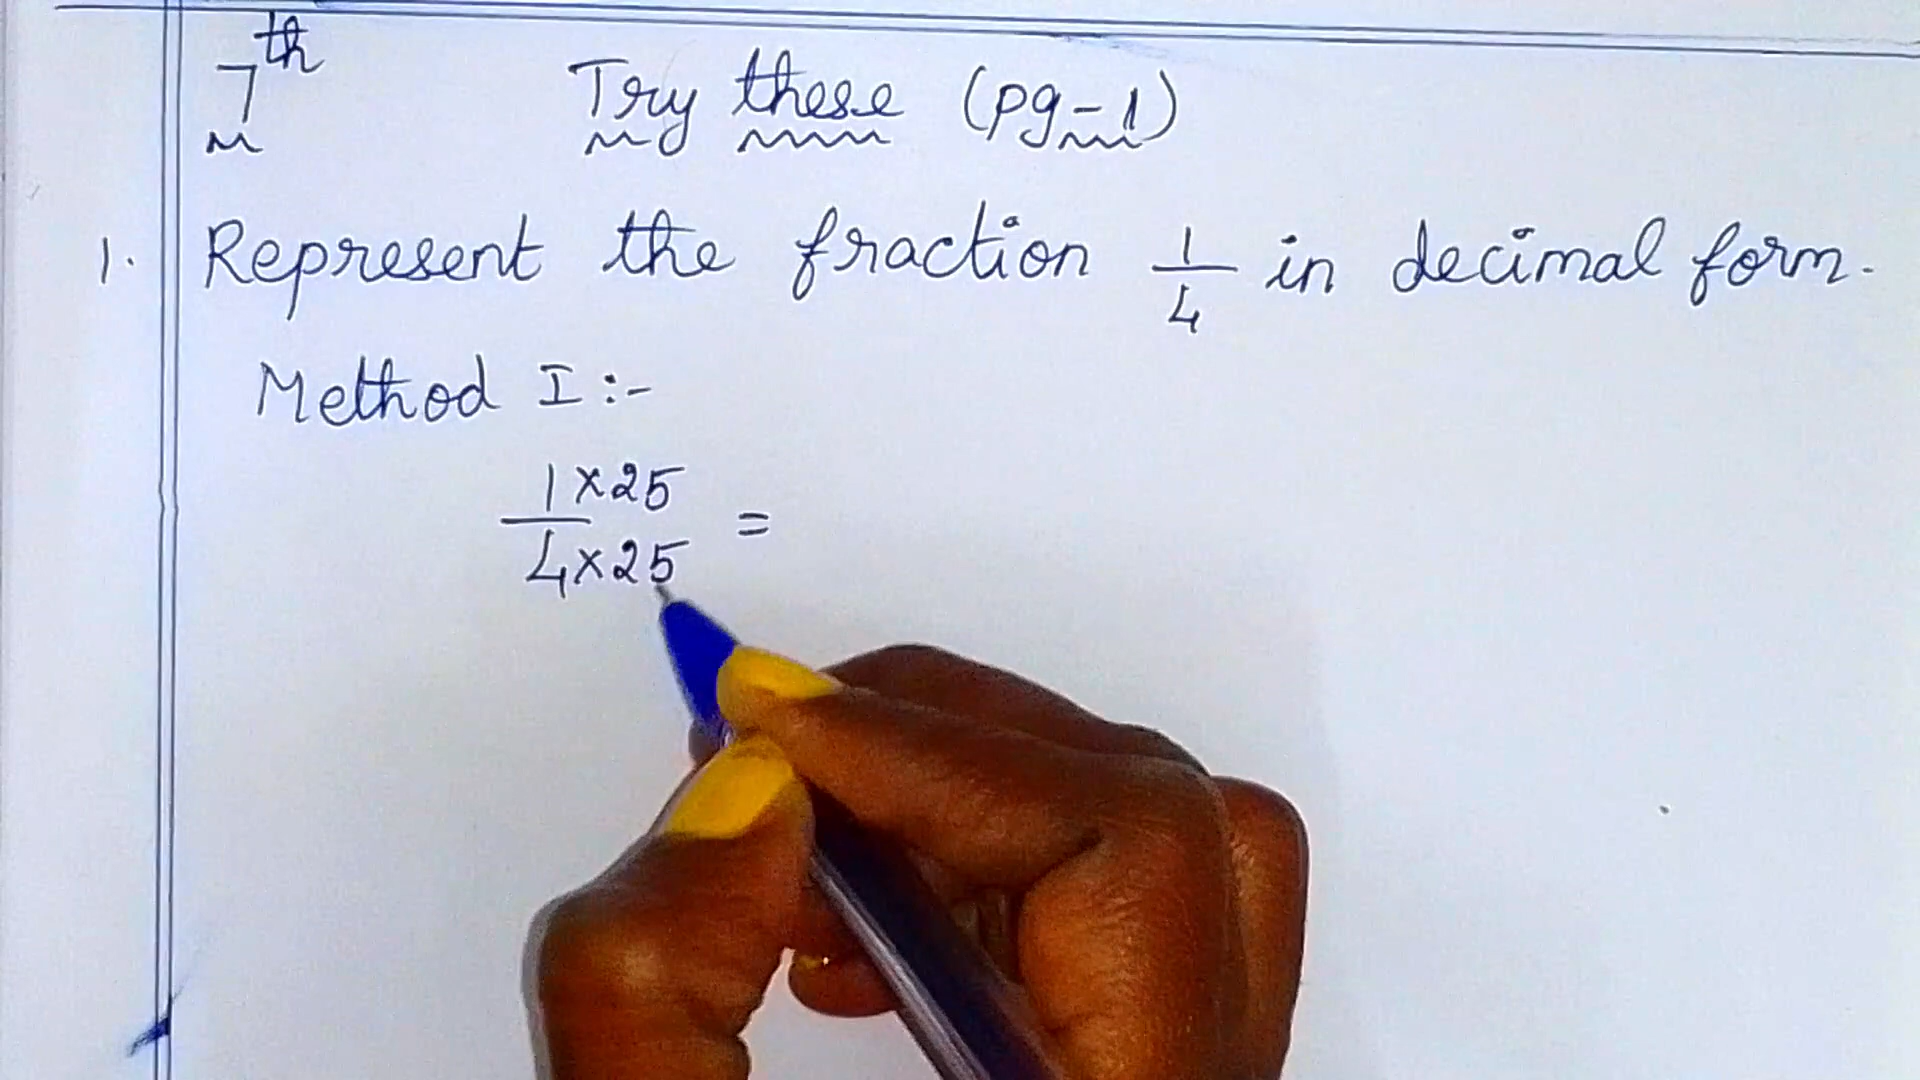 7th Try these (pg-1)
1. Represent the fraction 1/4 in decimal form.
Method I :-
1×25
4×25 =